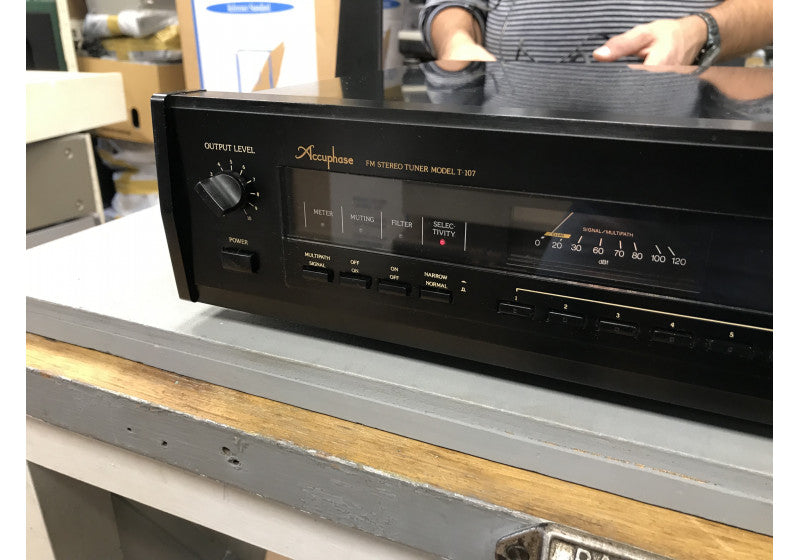 OUTPUT LEVEL
Accuphase FM STEREO TUNER MODEL T-107
METER MUTING FILTER SELEC-
TIVITY
SIGNAL/MULTIPATH
0 20 30 60 70 80 100 120
dBf
POWER
MULTIPATH OFF ON NARROW
SIGNAL ON OFF NORMAL
1 2 3 4 5